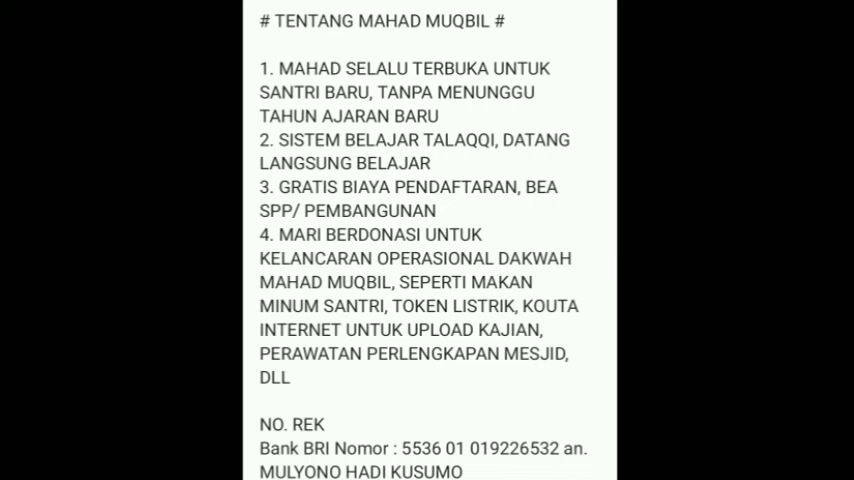 # TENTANG MAHAD MUQBIL #
1. MAHAD SELALU TERBUKA UNTUK
SANTRI BARU, TANPA MENUNGGU
TAHUN AJARAN BARU
2. SISTEM BELAJAR TALAQQI, DATANG
LANGSUNG BELAJAR
3. GRATIS BIAYA PENDAFTARAN, BEA
SPP/ PEMBANGUNAN
4. MARI BERDONASI UNTUK
KELANCARAN OPERASIONAL DAKWAH
MAHAD MUQBIL, SEPERTI MAKAN
MINUM SANTRI, TOKEN LISTRIK, KOUTA
INTERNET UNTUK UPLOAD KAJIAN,
PERAWATAN PERLENGKAPAN MESJID,
DLL
NO. REK
Bank BRI Nomor : 5536 01 019226532 an.
MULYONO HADI KUSUMO